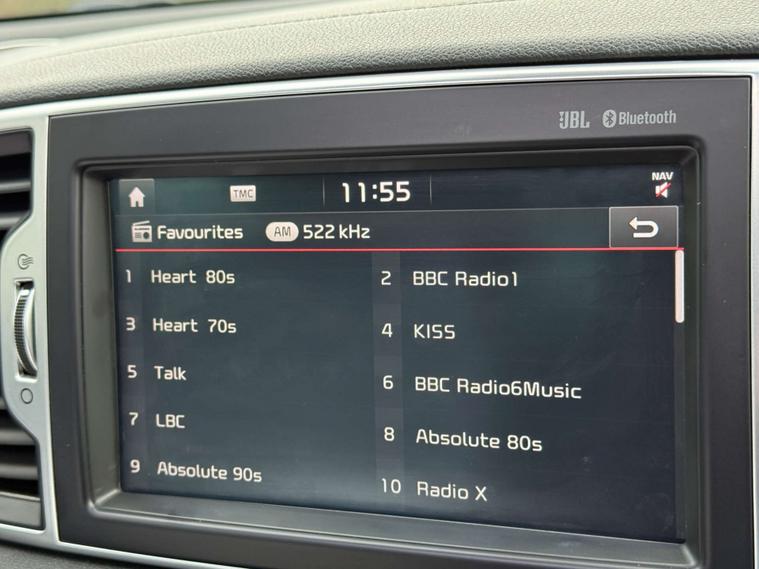 JBL Bluetooth
TMC 11:55 NAV
Favourites AM 522 kHz
1 Heart 80s
2 BBC Radio1
3 Heart 70s
4 KISS
5 Talk
6 BBC Radio6Music
7 LBC
8 Absolute 80s
9 Absolute 90s
10 Radio X